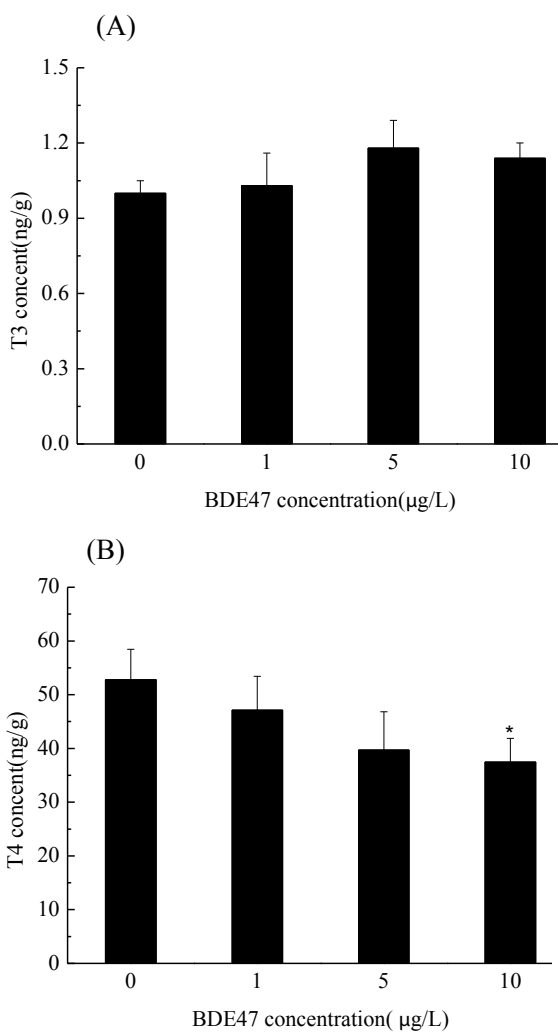 (A)
1.5
1.2
0.9
0.6
0.3
0.0
T3 concent(ng/g)
0 1 5 10
BDE47 concentration(µg/L)
(B)
70
60
50
40
30
20
10
0
T4 concent(ng/g)
*
0 1 5 10
BDE47 concentration( µg/L)